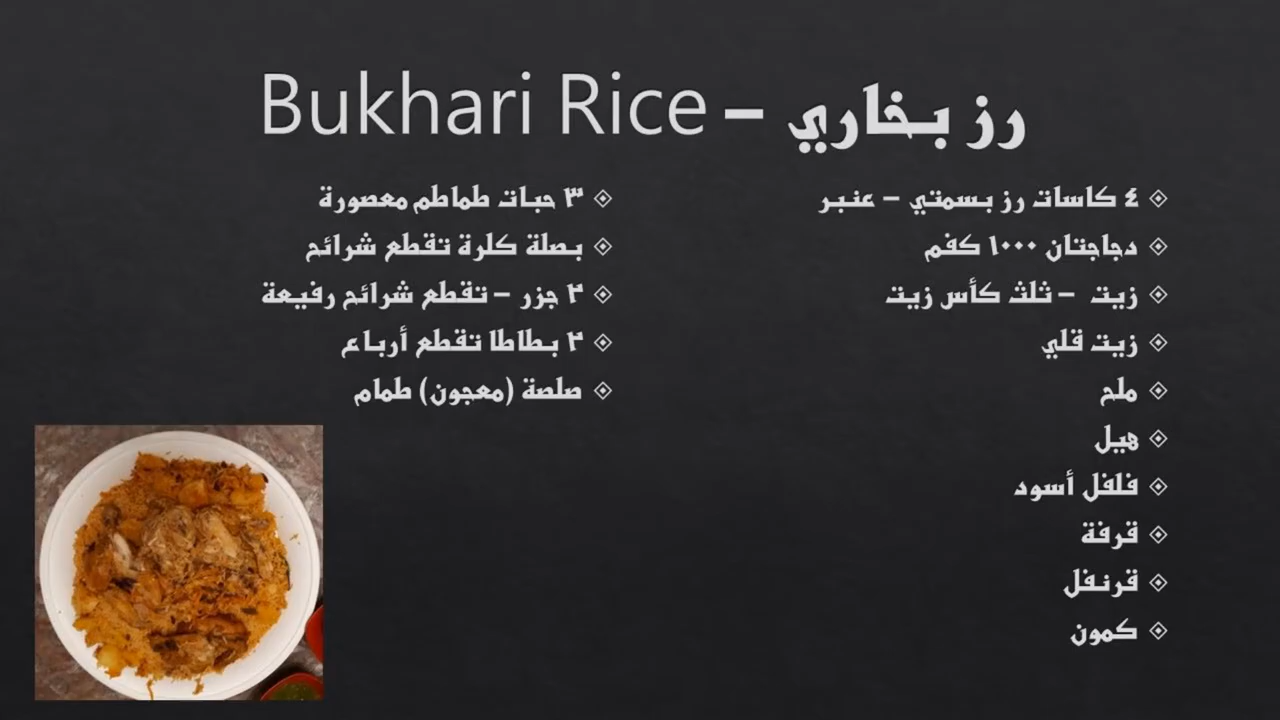 رز بخاري – Bukhari Rice
٤ كاسات رز بسمتي – عنبر
دجاجتان ١٠٠٠ كغم
زيت – ثلث كأس زيت
زيت قلي
ملح
هيل
فلفل أسود
قرفة
قرنفل
كمون
٣ حبات طماطم معصورة
بصلة كلرة تقطع شرائح
٢ جزر – تقطع شرائح رفيعة
٢ بطاطا تقطع أرباع
صلصة (معجون) طمام